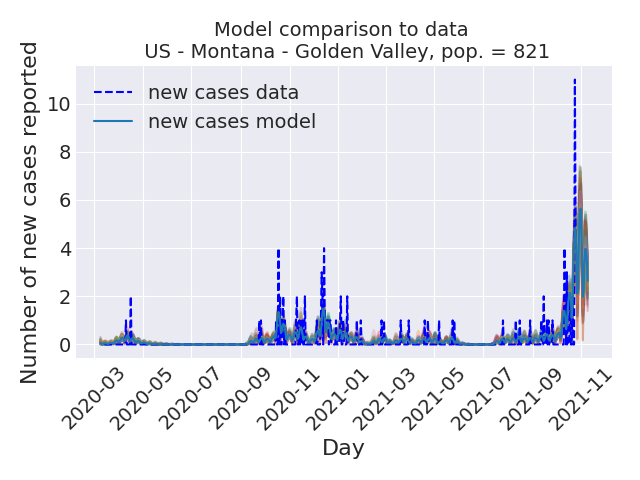 Model comparison to data
US - Montana - Golden Valley, pop. = 821
Number of new cases reported
10
8
6
4
2
0
new cases data
new cases model
2020-03
2020-05
2020-07
2020-09
2020-11
2021-01
2021-03
2021-05
2021-07
2021-09
2021-11
Day